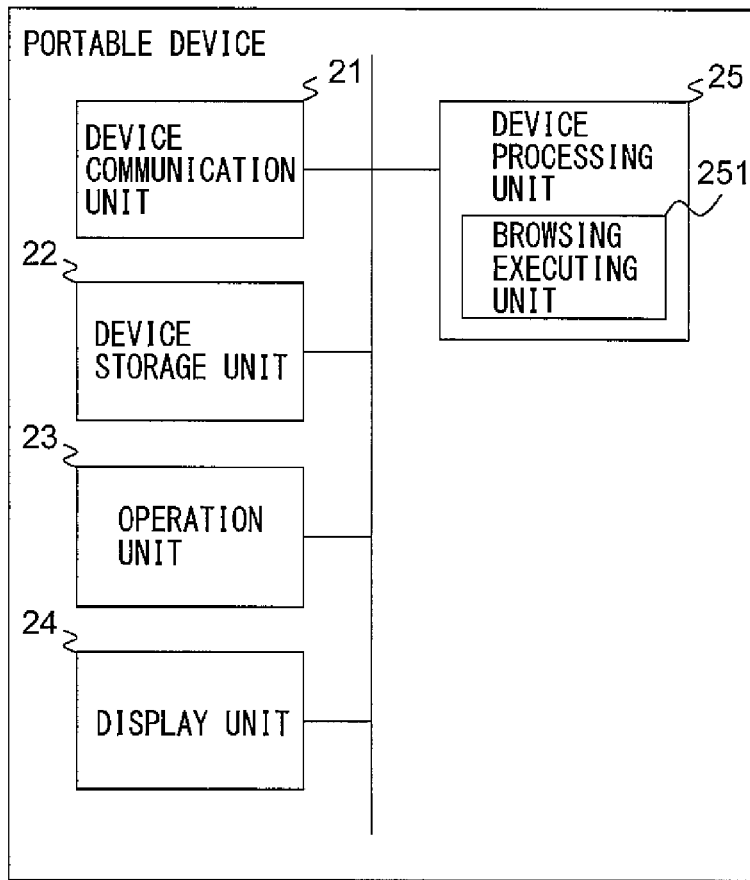 PORTABLE DEVICE
21
DEVICE
COMMUNICATION
UNIT
22
DEVICE
STORAGE UNIT
23
OPERATION
UNIT
24
DISPLAY UNIT
25
DEVICE
PROCESSING
UNIT
251
BROWSING
EXECUTING
UNIT